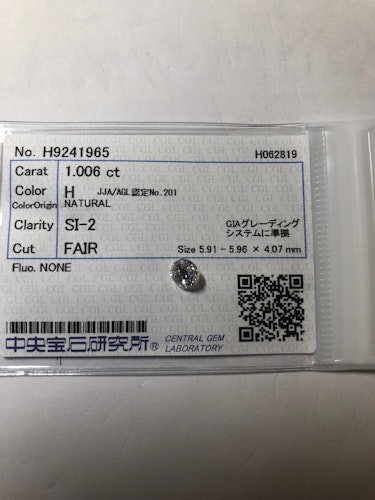 No. H9241965 H062819
Carat 1.006 ct
Color H JJA/AGL認定No.201
ColorOrigin NATURAL
Clarity SI-2 GIAグレーディング
システムに準拠
Cut FAIR Size 5.91 - 5.96 × 4.07 mm
Fluo. NONE
中央宝石研究所® CENTRAL GEM
LABORATORY